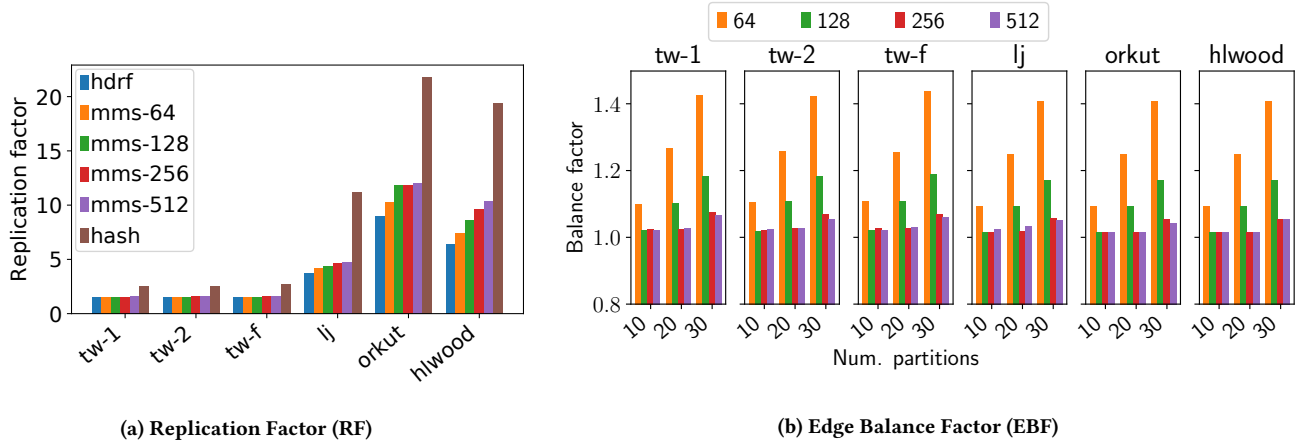 Replication factor
20
15
10
5
0
hdrf
mms-64
mms-128
mms-256
mms-512
hash
tw-1
tw-2
tw-f
lj
orkut
hlwood
(a) Replication Factor (RF)
64 128 256 512
tw-1 tw-2 tw-f lj orkut hlwood
Balance factor
1.4
1.2
1.0
0.8
10 20 30 10 20 30 10 20 30 10 20 30 10 20 30 10 20 30
Num. partitions
(b) Edge Balance Factor (EBF)